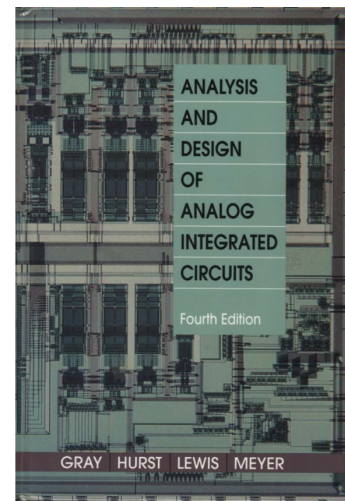 ANALYSIS
AND
DESIGN
OF
ANALOG
INTEGRATED
CIRCUITS
Fourth Edition
GRAY HURST LEWIS MEYER